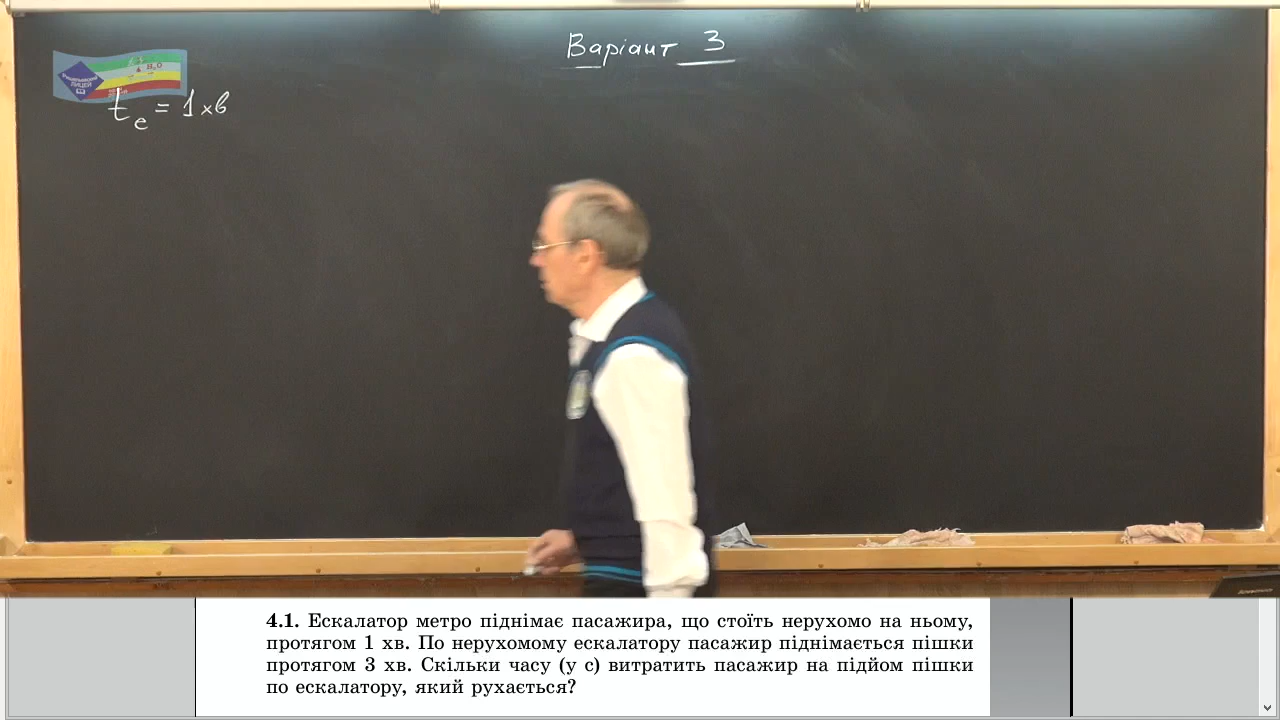 Варіант 3
tₑ = 1 хв
4.1. Ескалатор метро піднімає пасажира, що стоїть нерухомо на ньому,
протягом 1 хв. По нерухомому ескалатору пасажир піднімається пішки
протягом 3 хв. Скільки часу (у с) витратить пасажир на підйом пішки
по ескалатору, який рухається?